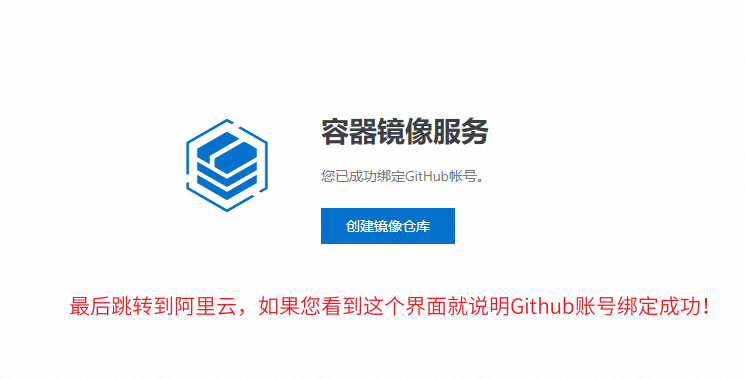 容器镜像服务
您已成功绑定GitHub帐号。
创建镜像仓库
最后跳转到阿里云，如果您看到这个界面就说明Github账号绑定成功！